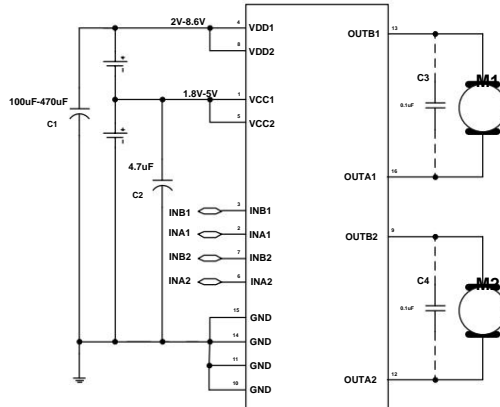 2V-8.6V 4 VDD1
8 VDD2
1.8V-5V 1 VCC1
5 VCC2
100uF-470uF
C1
4.7uF
C2
INB1 3 INB1
INA1 2 INA1
INB2 7 INB2
INA2 6 INA2
15 GND
14 GND
11 GND
10 GND
OUTB1 13
C3 M1
0.1uF
OUTA1 16
OUTB2 9
C4 M2
0.1uF
OUTA2 12
+
+